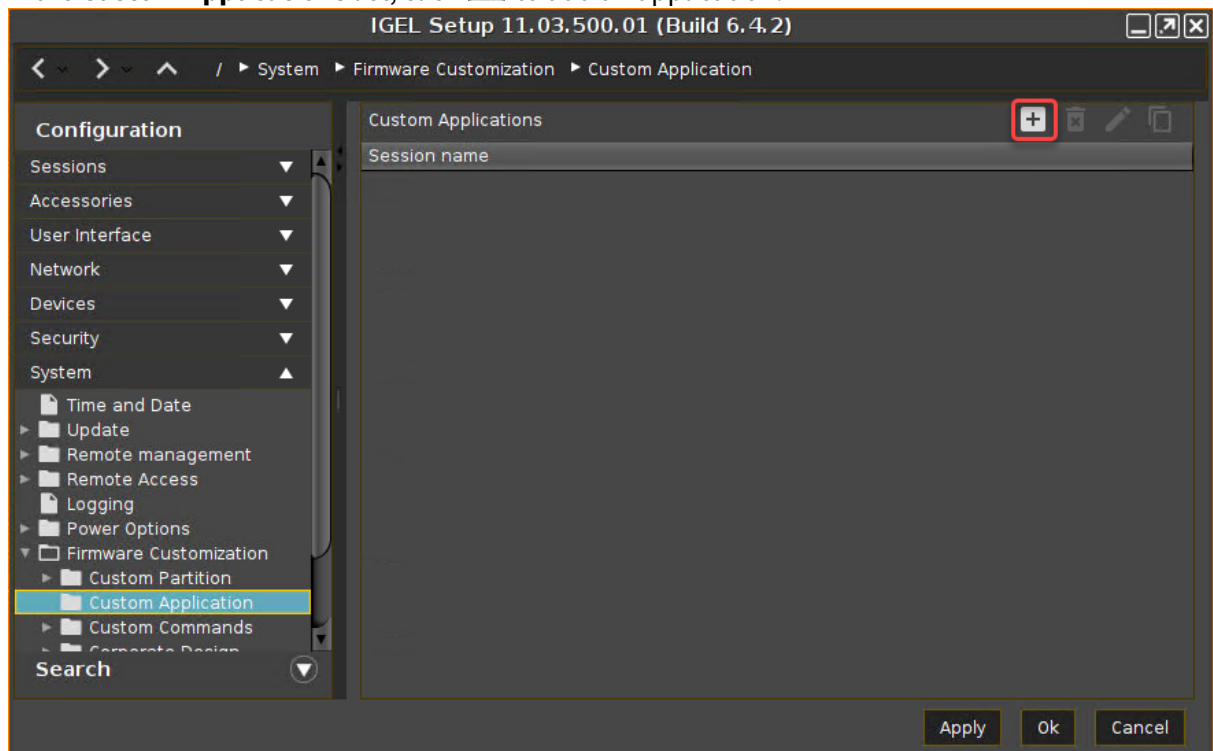 IGEL Setup 11.03.500.01 (Build 6.4.2)
/ ► System ► Firmware Customization ► Custom Application
Configuration
Sessions
Accessories
User Interface
Network
Devices
Security
System
Time and Date
Update
Remote management
Remote Access
Logging
Power Options
Firmware Customization
Custom Partition
Custom Application
Custom Commands
Corporate Design
Search
Custom Applications
Session name
Apply Ok Cancel